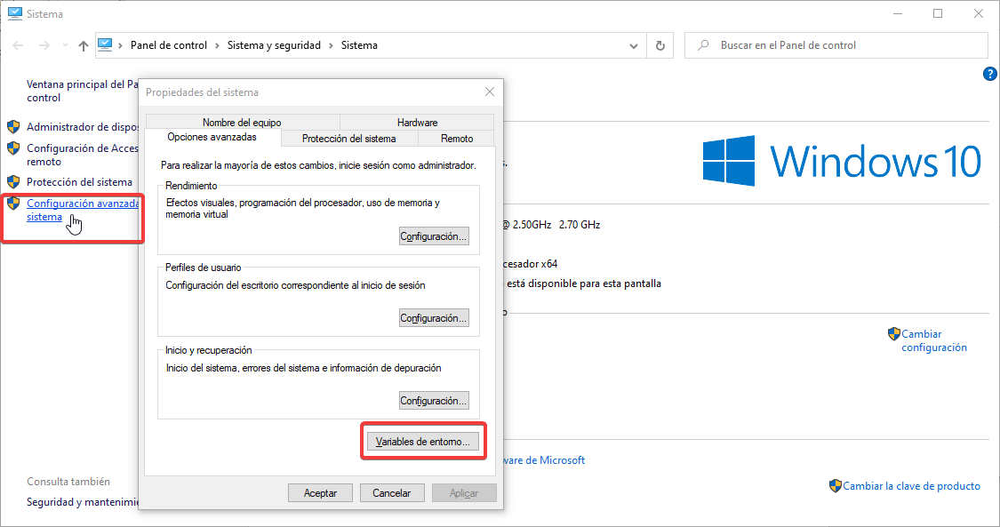 Sistema
Panel de control
Sistema y seguridad
Sistema
Buscar en el Panel de control
?
Ventana principal del Pa
control
Administrador de dispos
Configuración de Acces
remoto
Protección del sistema
Configuración avanzada
sistema
Propiedades del sistema
Nombre del equipo
Hardware
Opciones avanzadas
Protección del sistema
Remoto
Para realizar la mayoría de estos cambios, inicie sesión como administrador.
Rendimiento
Efectos visuales, programación del procesador, uso de memoria y
memoria virtual
Configuración...
Perfiles de usuario
Configuración del escritorio correspondiente al inicio de sesión
Configuración...
Inicio y recuperación
Inicio del sistema, errores del sistema e información de depuración
Configuración...
Variables de entorno...
Aceptar
Cancelar
Aplicar
s.
Windows 10
@ 2.50GHz 2.70 GHz
cesador x64
está disponible para esta pantalla
o
Cambiar
configuración
ware de Microsoft
Cambiar la clave de producto
Consulta también
Seguridad y mantenimie